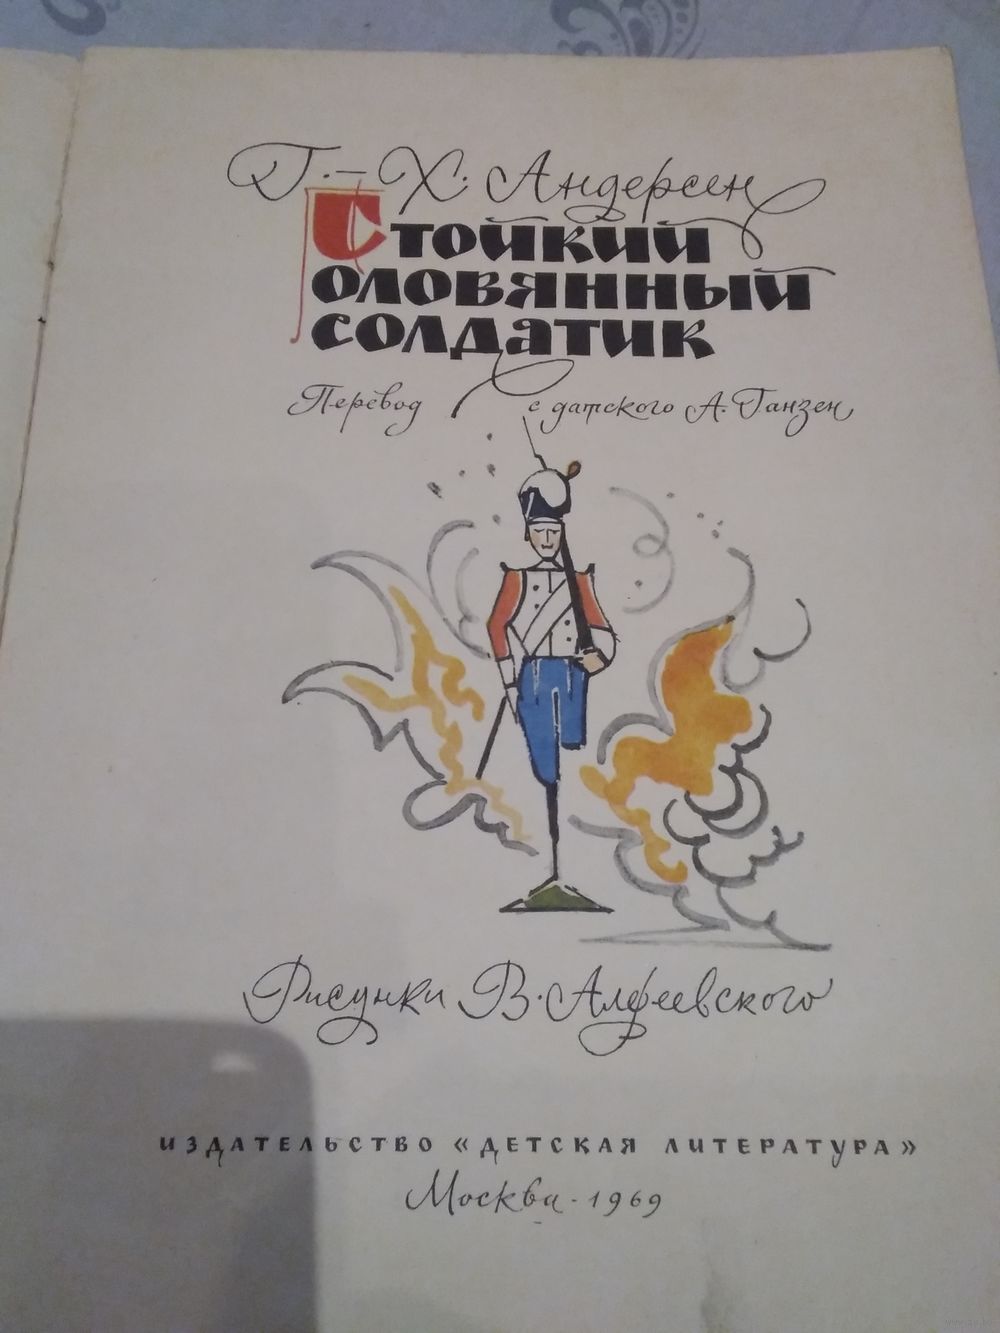 Г.-Х. Андерсен
Стойкий
оловянный
солдатик
Перевод с датского А. Ганзен
Рисунки В. Алфеевского
ИЗДАТЕЛЬСТВО «ДЕТСКАЯ ЛИТЕРАТУРА»
Москва - 1969